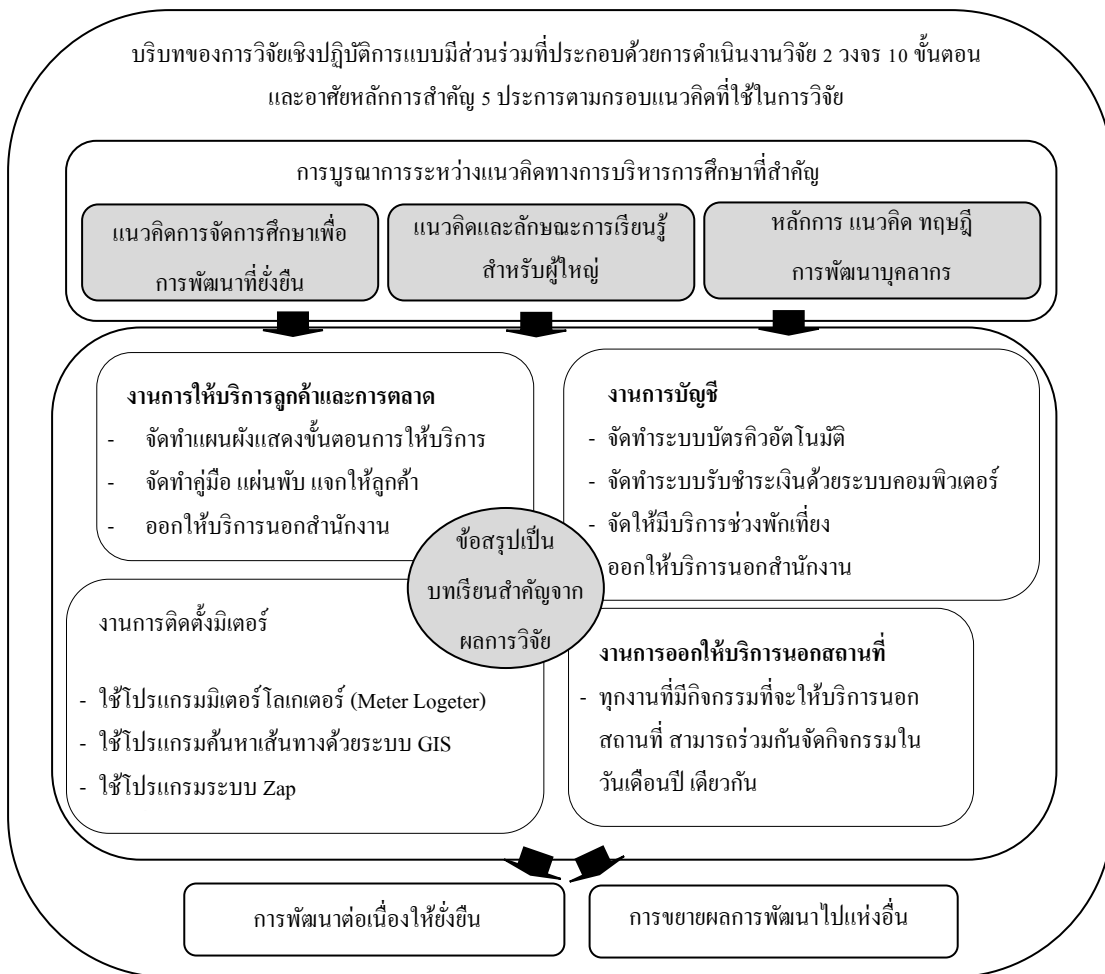 บริบทของการวิจัยเชิงปฏิบัติการแบบมีส่วนร่วมที่ประกอบด้วยการดำเนินงานวิจัย 2 วงจร 10 ขั้นตอน
และอาศัยหลักการสำคัญ 5 ประการตามกรอบแนวคิดที่ใช้ในการวิจัย
การบูรณาการระหว่างแนวคิดทางการบริหารการศึกษาที่สำคัญ
แนวคิดการจัดการศึกษาเพื่อ
การพัฒนาที่ยั่งยืน
แนวคิดและลักษณะการเรียนรู้
สำหรับผู้ใหญ่
หลักการ แนวคิด ทฤษฎี
การพัฒนาบุคลากร
งานการให้บริการลูกค้าและการตลาด
- จัดทำแผนผังแสดงขั้นตอนการให้บริการ
- จัดทำคู่มือ แผ่นพับ แจกให้ลูกค้า
- ออกให้บริการนอกสำนักงาน
งานการบัญชี
- จัดทำระบบบัตรคิวอัตโนมัติ
- จัดทำระบบรับชำระเงินด้วยระบบคอมพิวเตอร์
- จัดให้มีบริการช่วงพักเที่ยง
- ออกให้บริการนอกสำนักงาน
ข้อสรุปเป็น
บทเรียนสำคัญจาก
ผลการวิจัย
งานการติดตั้งมิเตอร์
- ใช้โปรแกรมมิเตอร์โลเกเตอร์ (Meter Logeter)
- ใช้โปรแกรมค้นหาเส้นทางด้วยระบบ GIS
- ใช้โปรแกรมระบบ Zap
งานการออกให้บริการนอกสถานที่
- ทุกงานที่มีกิจกรรมที่จะให้บริการนอก
สถานที่ สามารถร่วมกันจัดกิจกรรมใน
วันเดือนปี เดียวกัน
การพัฒนาต่อเนื่องให้ยั่งยืน
การขยายผลการพัฒนาไปแห่งอื่น